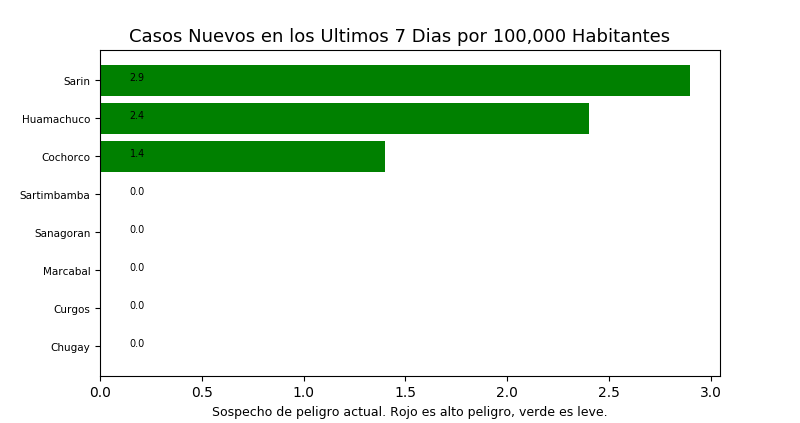 Casos Nuevos en los Ultimos 7 Dias por 100,000 Habitantes
Sarin 2.9
Huamachuco 2.4
Cochorco 1.4
Sartimbamba 0.0
Sanagoran 0.0
Marcabal 0.0
Curgos 0.0
Chugay 0.0
0.0 0.5 1.0 1.5 2.0 2.5 3.0
Sospecho de peligro actual. Rojo es alto peligro, verde es leve.